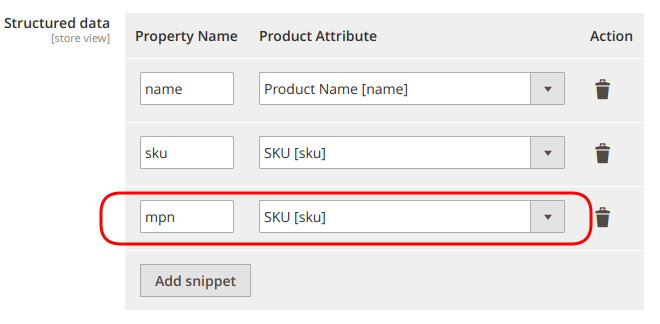 Structured data
[store view]
Property Name Product Attribute Action
name Product Name [name]
sku SKU [sku]
mpn SKU [sku]
Add snippet